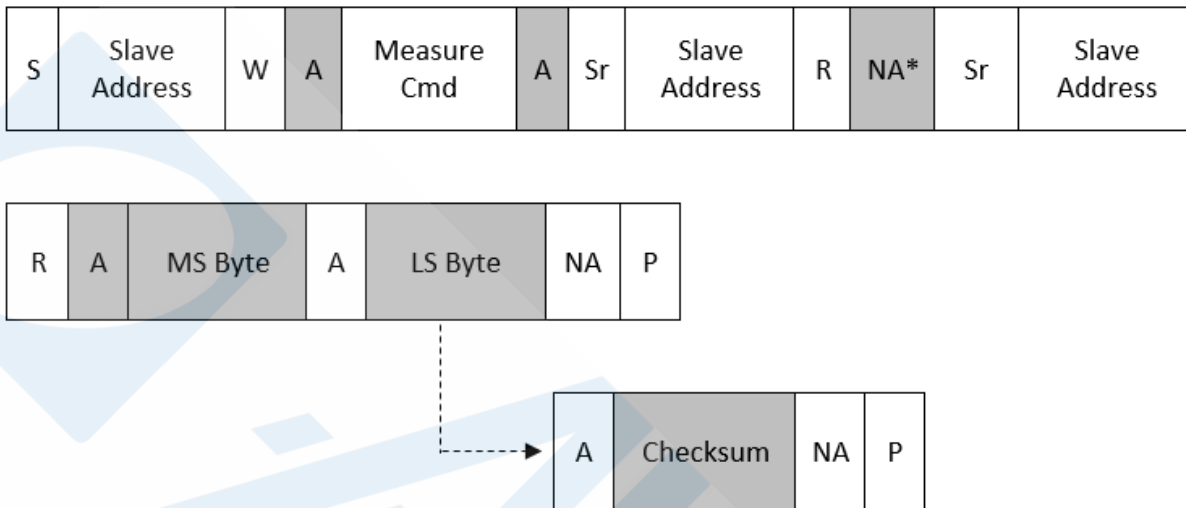 S Slave Address W A Measure Cmd A Sr Slave Address R NA* Sr Slave Address
R A MS Byte A LS Byte NA P
A Checksum NA P